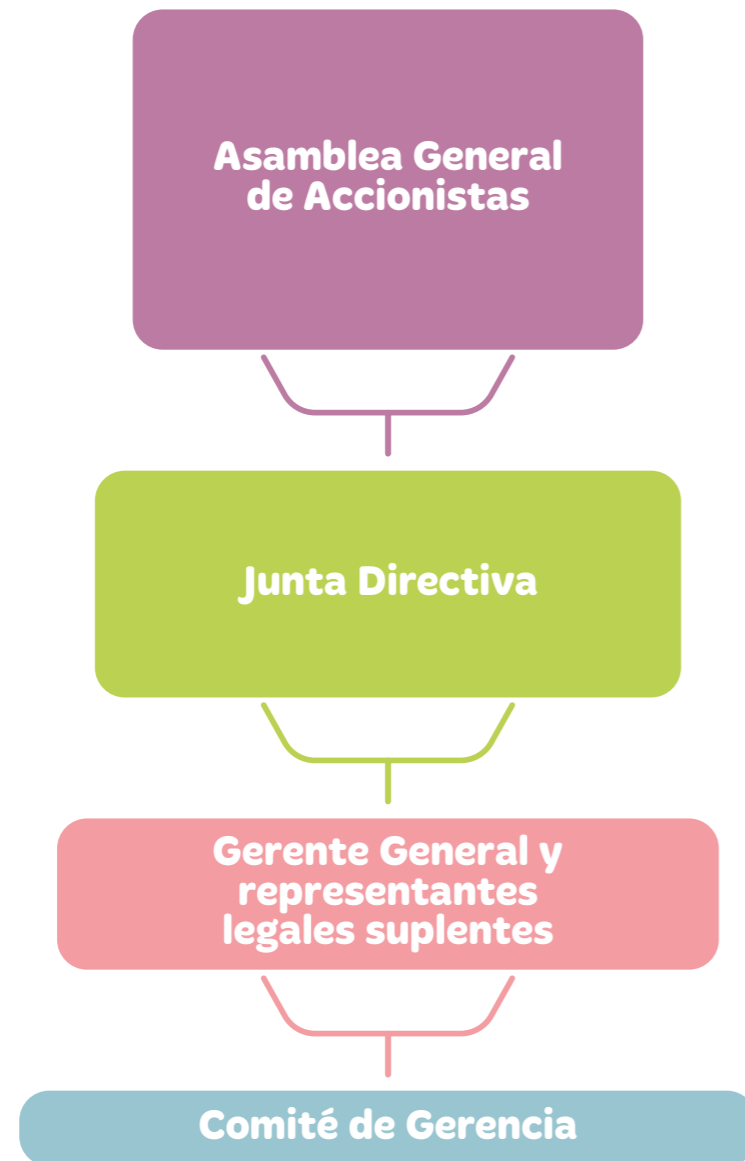 Asamblea General
de Accionistas
Junta Directiva
Gerente General y
representantes
legales suplentes
Comité de Gerencia